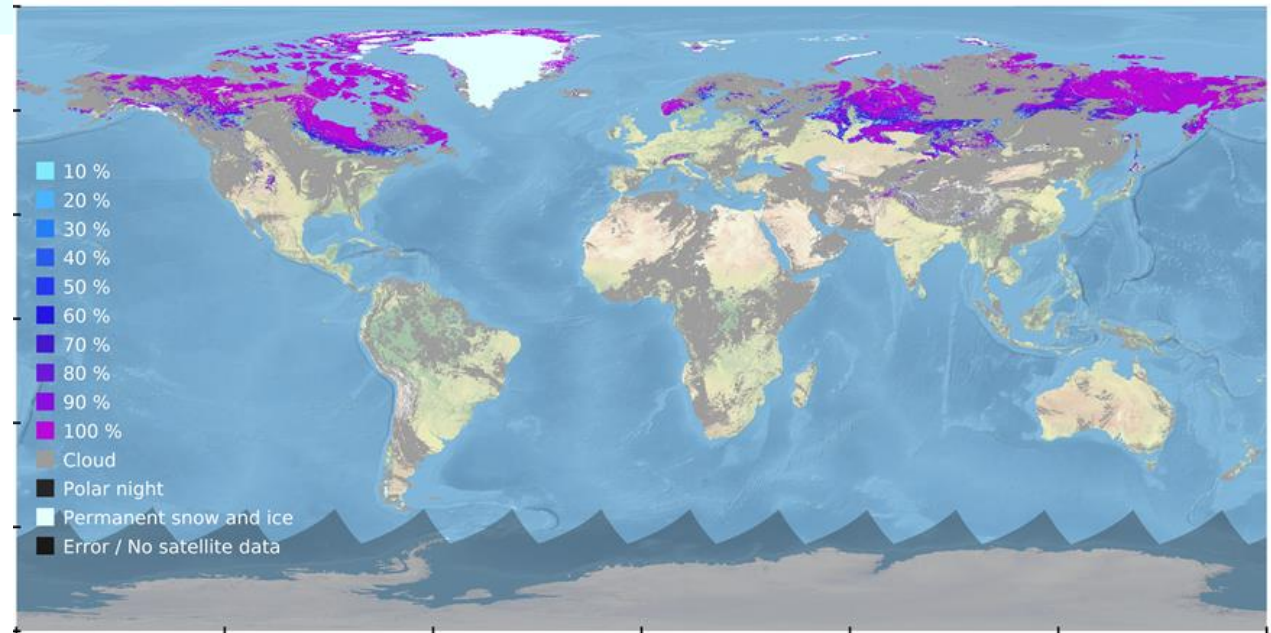 10 %
20 %
30 %
40 %
50 %
60 %
70 %
80 %
90 %
100 %
Cloud
Polar night
Permanent snow and ice
Error / No satellite data